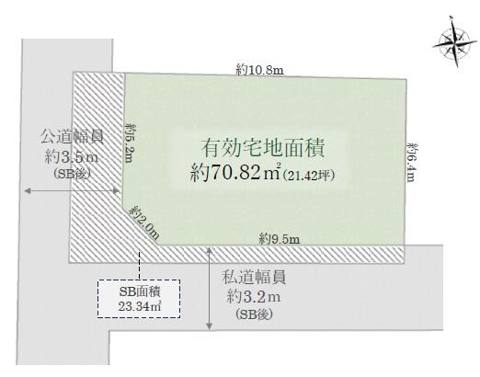 約10.8m
公道幅員
約3.5m
(SB後)
約5.2m
有効宅地面積
約70.82㎡(21.42坪)
約6.4m
約2.0m
約9.5m
SB面積
23.34㎡
私道幅員
約3.2m
(SB後)